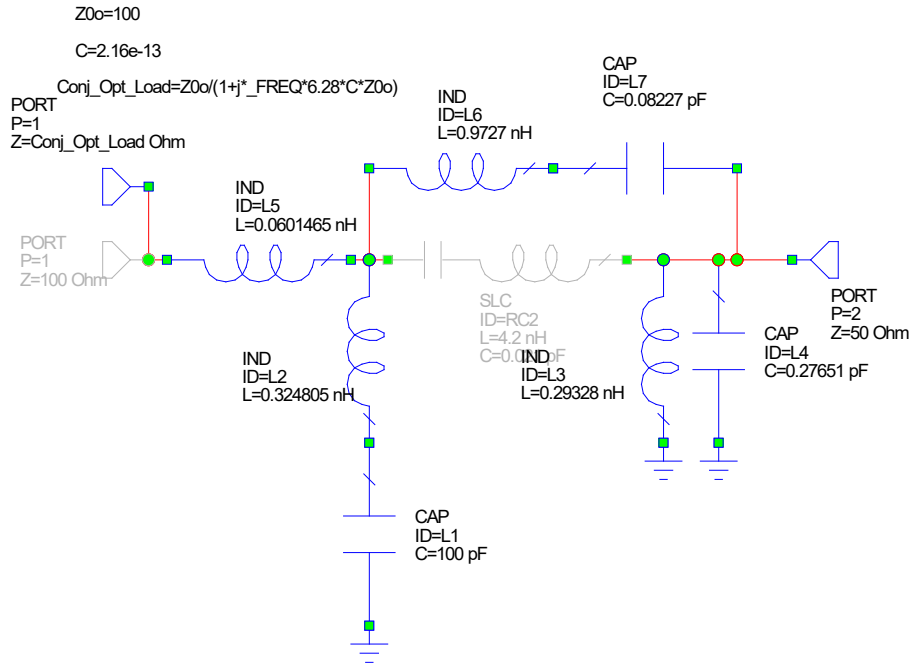 Z0o=100
C=2.16e-13
Conj_Opt_Load=Z0o/(1+j*_FREQ*6.28*C*Z0o)
PORT
P=1
Z=Conj_Opt_Load Ohm
IND
ID=L6
L=0.9727 nH
CAP
ID=L7
C=0.08227 pF
IND
ID=L5
L=0.0601465 nH
PORT
P=1
Z=100 Ohm
SLC
ID=RC2
L=4.2 nH
IND
ID=L2
L=0.324805 nH
IND
ID=L3
L=0.29328 nH
CAP
ID=L4
C=0.27651 pF
PORT
P=2
Z=50 Ohm
CAP
ID=L1
C=100 pF